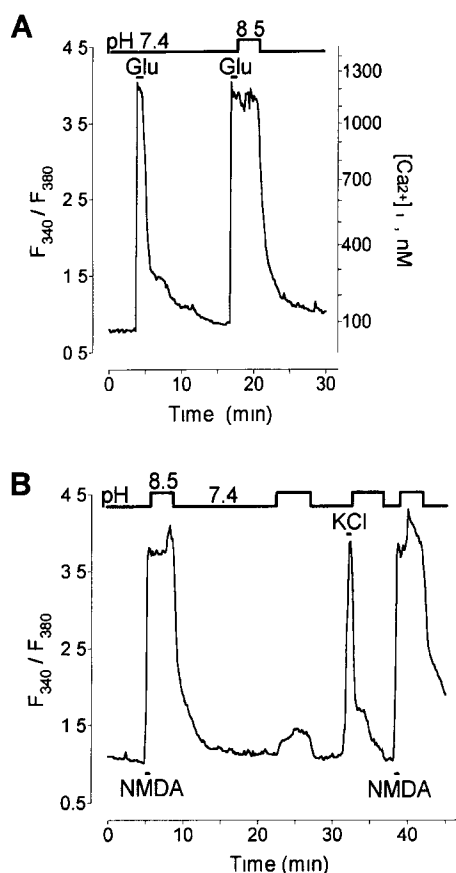 A
pH 7.4
8 5
Glu
Glu
4 5
3 5
2 5
1 5
0 5
F340 / F380
1300
1000
700
400
100
[Ca2+]i , nM
0
10
20
30
Time (min)
B
pH
8.5
7.4
KCl
4 5
3 5
2 5
1 5
0.5
F340 / F380
NMDA
NMDA
0
10
20
30
40
Time (min)